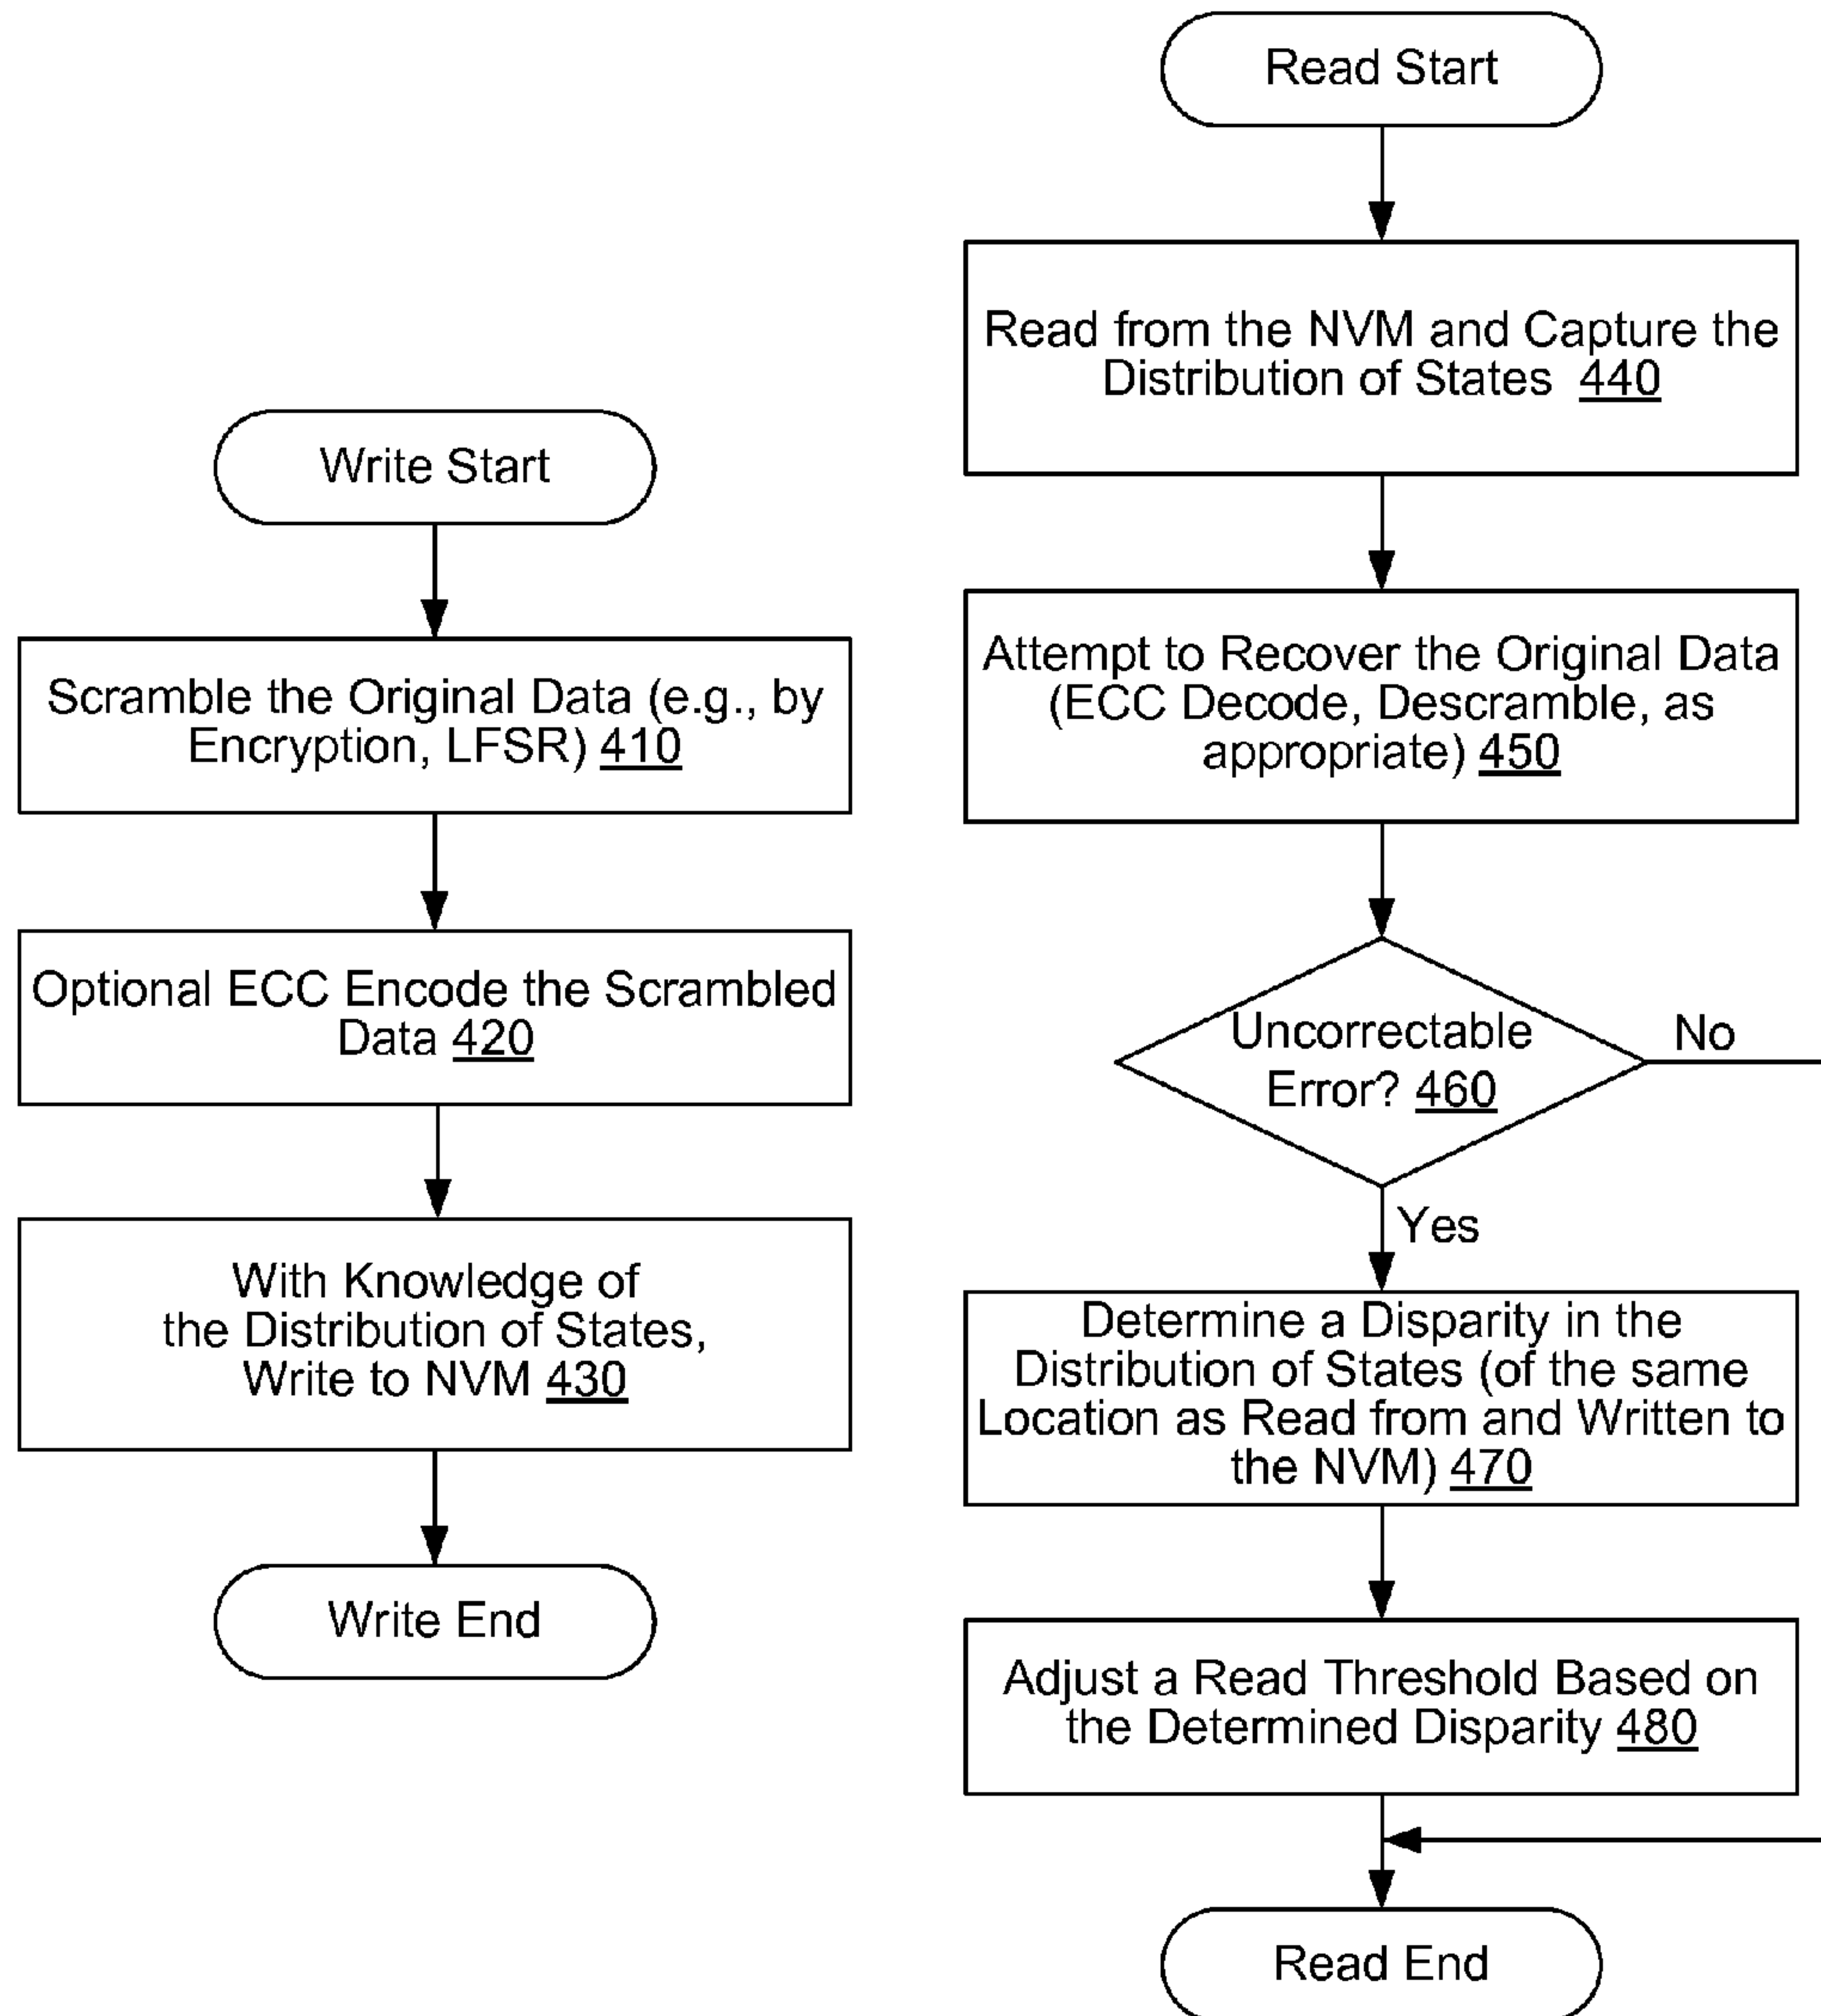 Write Start
Scramble the Original Data (e.g., by
Encryption, LFSR) 410
Optional ECC Encode the Scrambled
Data 420
With Knowledge of
the Distribution of States,
Write to NVM 430
Write End
Read Start
Read from the NVM and Capture the
Distribution of States 440
Attempt to Recover the Original Data
(ECC Decode, Descramble, as
appropriate) 450
Uncorrectable
Error? 460
No
Yes
Determine a Disparity in the
Distribution of States (of the same
Location as Read from and Written to
the NVM) 470
Adjust a Read Threshold Based on
the Determined Disparity 480
Read End